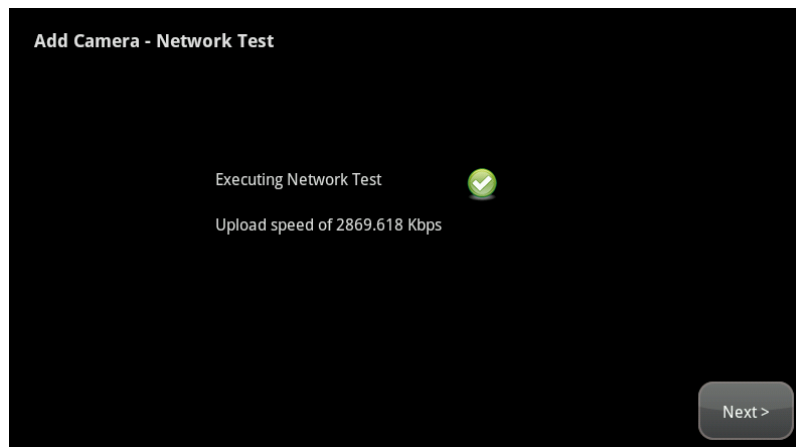 Add Camera - Network Test
Executing Network Test
Upload speed of 2869.618 Kbps
Next >